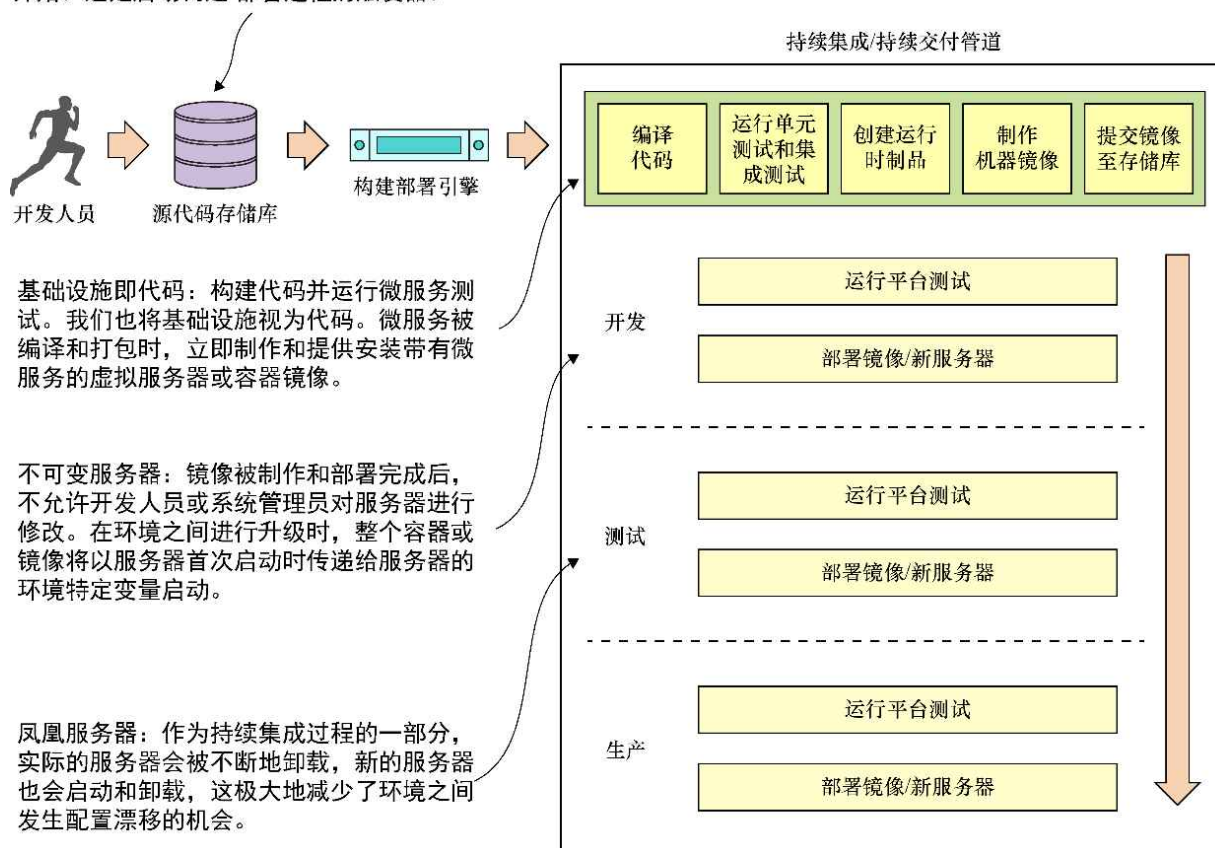 持续集成/持续交付管道
编译
代码
运行单元
测试和集
成测试
创建运行
时制品
制作
机器镜像
提交镜像
至存储库
开发人员
源代码存储库
构建部署引擎
基础设施即代码：构建代码并运行微服务测
试。我们也将基础设施视为代码。微服务被
编译和打包时，立即制作和提供安装带有微
服务的虚拟服务器或容器镜像。
开发
运行平台测试
部署镜像/新服务器
不可变服务器：镜像被制作和部署完成后，
不允许开发人员或系统管理员对服务器进行
修改。在环境之间进行升级时，整个容器或
镜像将以服务器首次启动时传递给服务器的
环境特定变量启动。
测试
运行平台测试
部署镜像/新服务器
凤凰服务器：作为持续集成过程的一部分，
实际的服务器会被不断地卸载，新的服务器
也会启动和卸载，这极大地减少了环境之间
发生配置漂移的机会。
生产
运行平台测试
部署镜像/新服务器